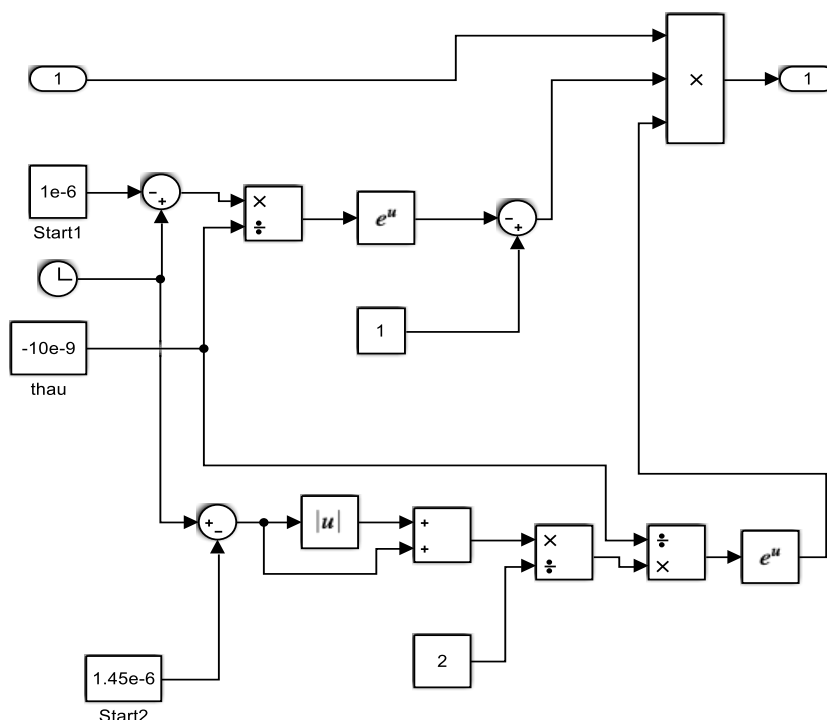 1
×
1
1e-6
-
+
×
÷
e^u
-
+
Start1
1
-10e-9
thau
+
-
|u|
+
+
×
÷
÷
×
e^u
2
1.45e-6
Start2